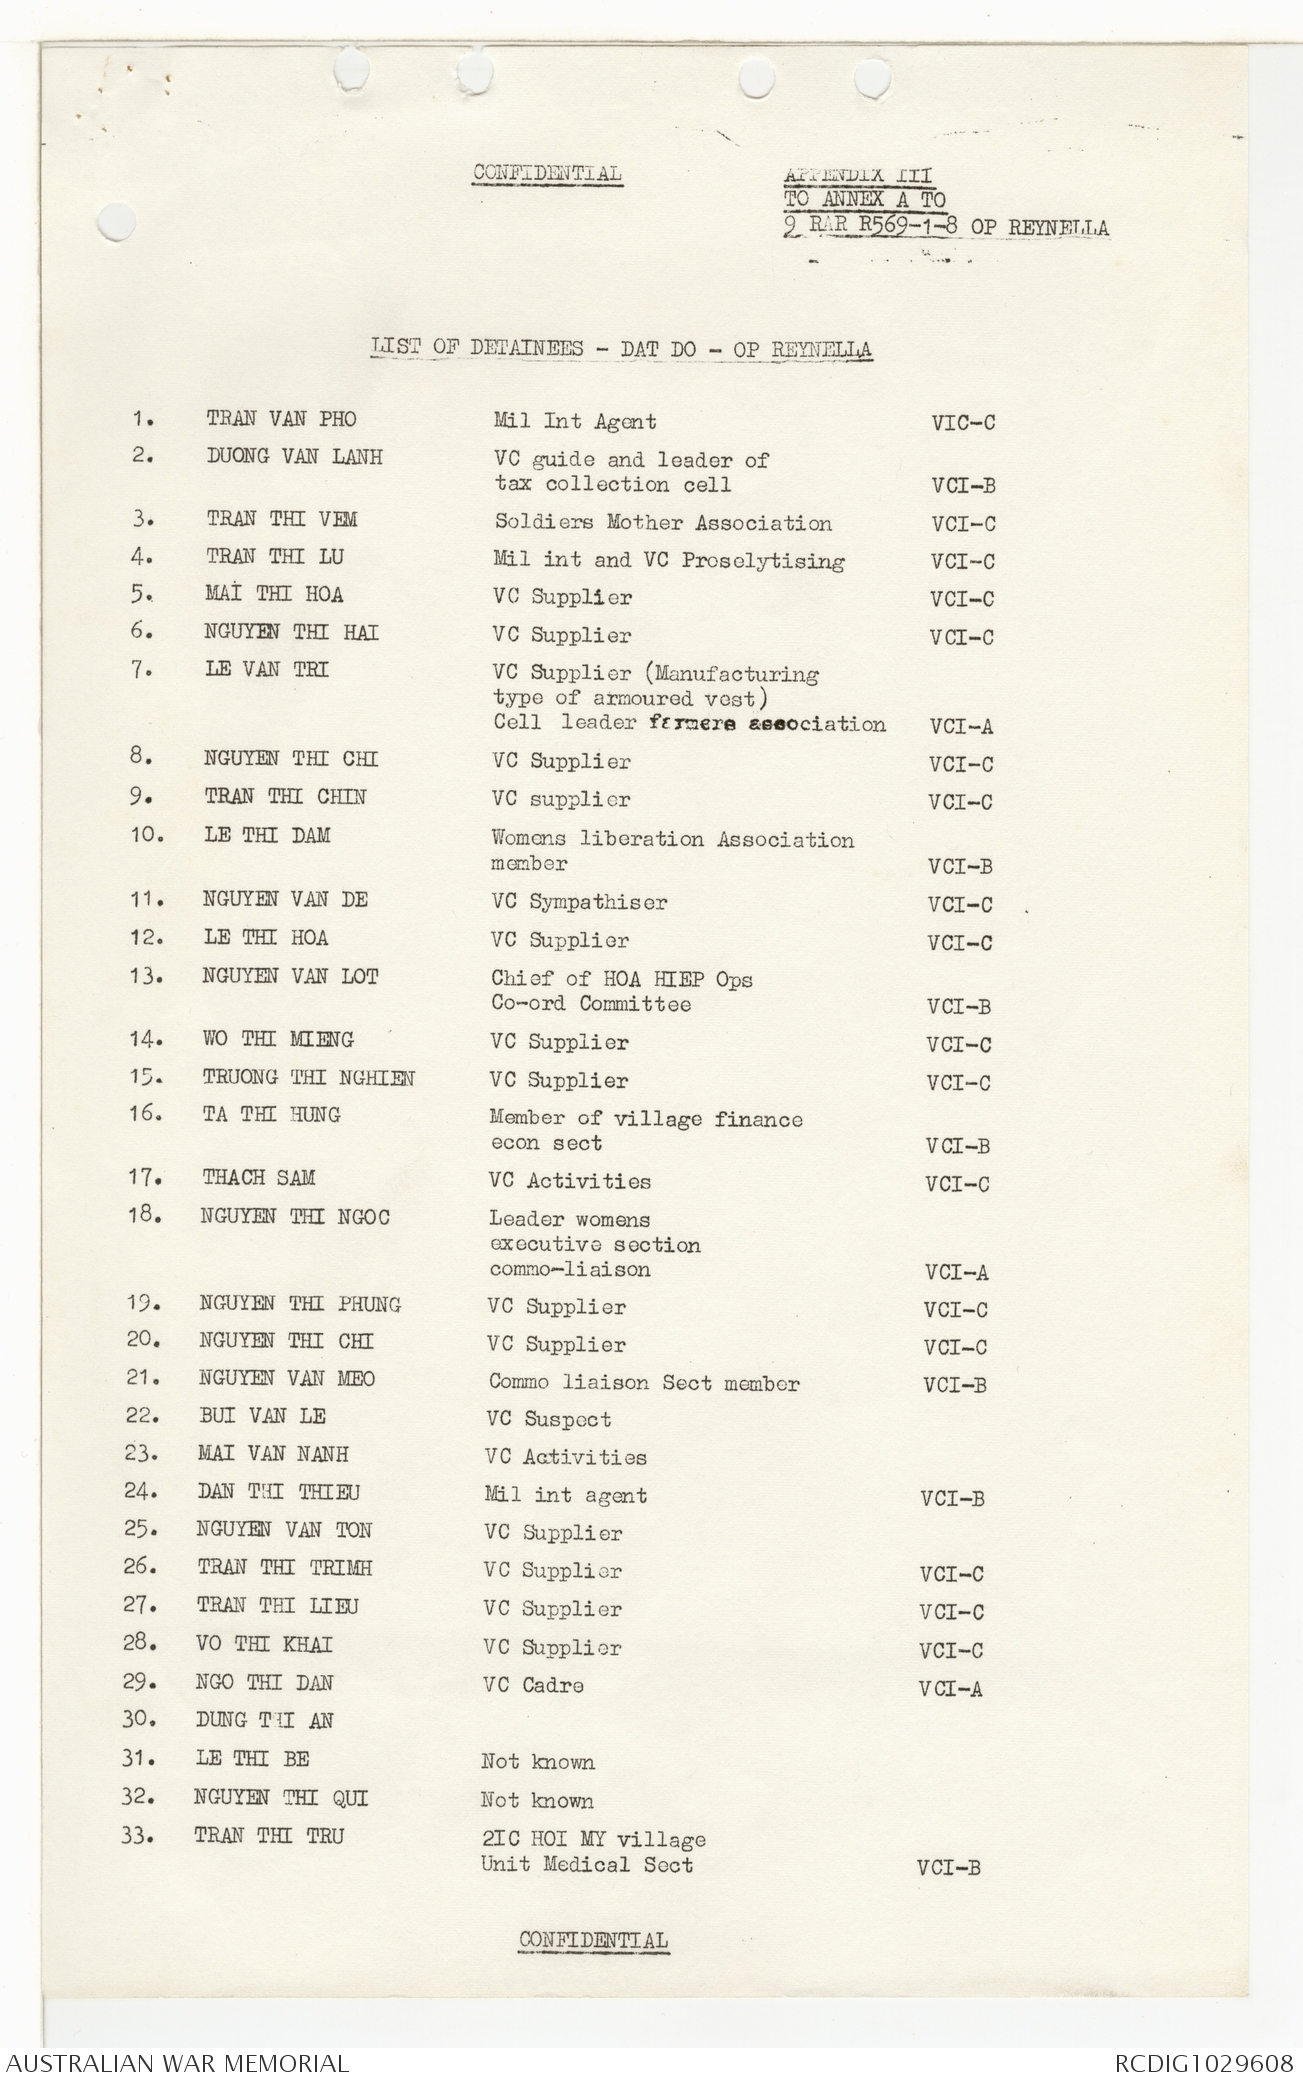 CONFIDENTIAL
APPENDIX III
TO ANNEX A TO
9 RAR R569-1-8 OP REYNELLA
LIST OF DETAINEES - DAT DO - OP REYNELLA
1. TRAN VAN PHO Mil Int Agent VIC-C
2. DUONG VAN LANH VC guide and leader of
tax collection cell VCI-B
3. TRAN THI VEM Soldiers Mother Association VCI-C
4. TRAN THI LU Mil int and VC Proselytising VCI-C
5. MAI THI HOA VC Supplier VCI-C
6. NGUYEN THI HAI VC Supplier VCI-C
7. LE VAN TRI VC Supplier (Manufacturing
type of armoured vest)
Cell leader farmers association VCI-A
8. NGUYEN THI CHI VC Supplier VCI-C
9. TRAN THI CHIN VC supplier VCI-C
10. LE THI DAM Womens liberation Association
member VCI-B
11. NGUYEN VAN DE VC Sympathiser VCI-C
12. LE THI HOA VC Supplier VCI-C
13. NGUYEN VAN LOT Chief of HOA HIEP Ops
Co-ord Committee VCI-B
14. WO THI MIENG VC Supplier VCI-C
15. TRUONG THI NGHIEN VC Supplier VCI-C
16. TA THI HUNG Member of village finance
econ sect VCI-B
17. THACH SAM VC Activities VCI-C
18. NGUYEN THI NGOC Leader womens
executive section
commo-liaison VCI-A
19. NGUYEN THI PHUNG VC Supplier VCI-C
20. NGUYEN THI CHI VC Supplier VCI-C
21. NGUYEN VAN MEO Commo liaison Sect member VCI-B
22. BUI VAN LE VC Suspect
23. MAI VAN NANH VC Activities
24. DAN THI THIEU Mil int agent VCI-B
25. NGUYEN VAN TON VC Supplier
26. TRAN THI TRIMH VC Supplier VCI-C
27. TRAN THI LIEU VC Supplier VCI-C
28. VO THI KHAI VC Supplier VCI-C
29. NGO THI DAN VC Cadre VCI-A
30. DUNG THI AN
31. LE THI BE Not known
32. NGUYEN THI QUI Not known
33. TRAN THI TRU 2IC HOI MY village
Unit Medical Sect VCI-B
CONFIDENTIAL
AUSTRALIAN WAR MEMORIAL RCDIG1029608